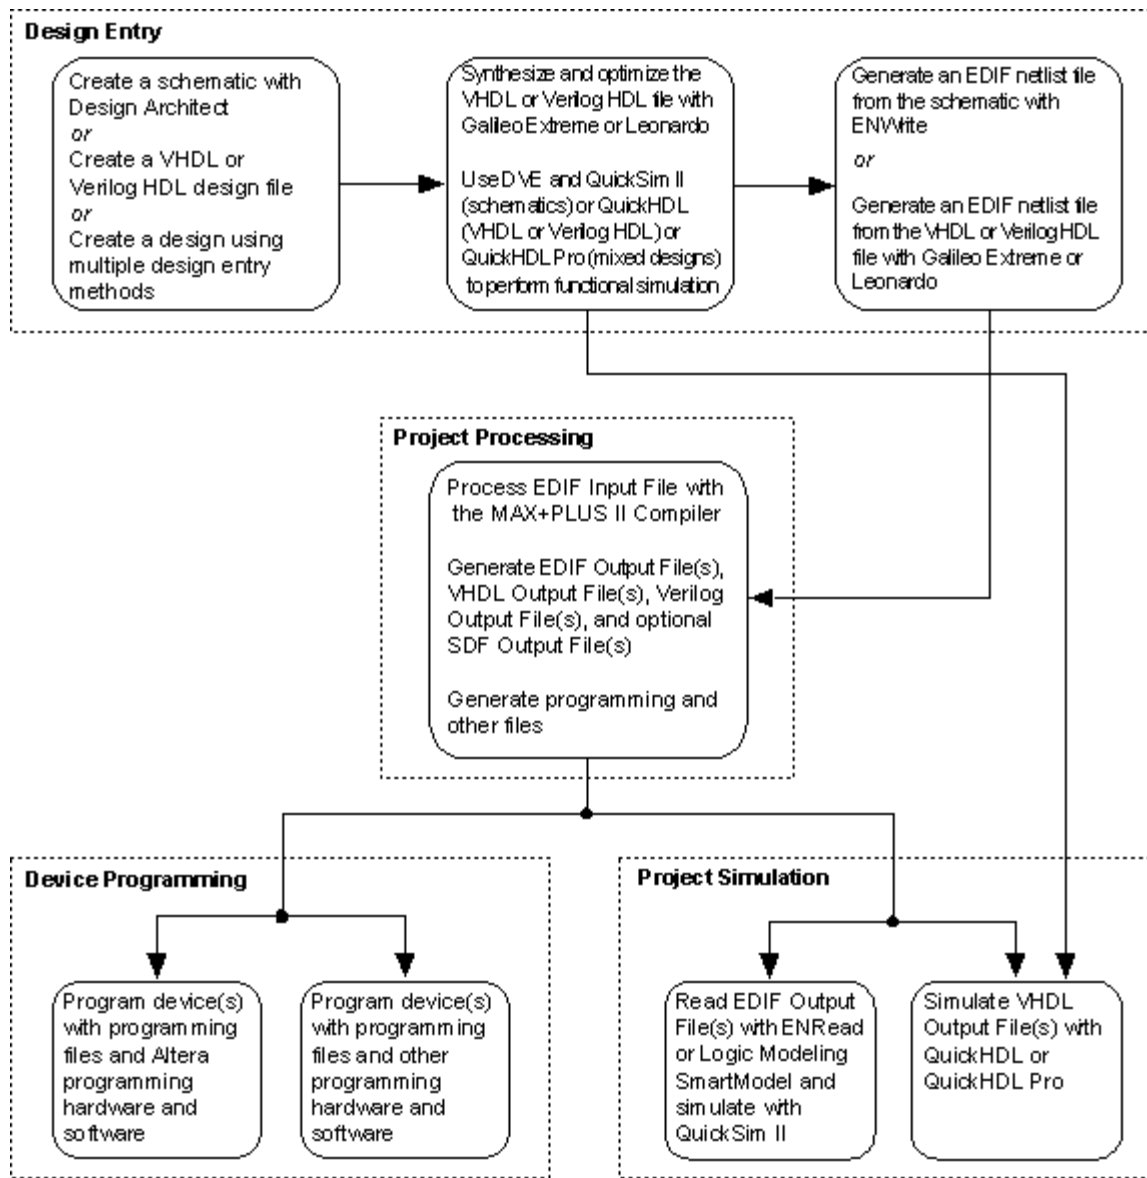 Design Entry
Create a schematic with
Design Architect
or
Create a VHDL or
Verilog HDL design file
or
Create a design using
multiple design entry
methods
Synthesize and optimize the
VHDL or Verilog HDL file with
Galileo Extreme or Leonardo
Use DVE and QuickSim II
(schematics) or QuickHDL
(VHDL or Verilog HDL) or
QuickHDL Pro (mixed designs)
to perform functional simulation
Generate an EDIF netlist file
from the schematic with
ENWrite
or
Generate an EDIF netlist file
from the VHDL or Verilog HDL
file with Galileo Extreme or
Leonardo
Project Processing
Process EDIF Input File with
the MAX+PLUS II Compiler
Generate EDIF Output File(s),
VHDL Output File(s), Verilog
Output File(s), and optional
SDF Output File(s)
Generate programming and
other files
Device Programming
Program device(s)
with programming
files and Altera
programming
hardware and
software
Program device(s)
with programming
files and other
programming
hardware and
software
Project Simulation
Read EDIF Output
File(s) with ENRead
or Logic Modeling
SmartModel and
simulate with
QuickSim II
Simulate VHDL
Output File(s) with
QuickHDL or
QuickHDL Pro